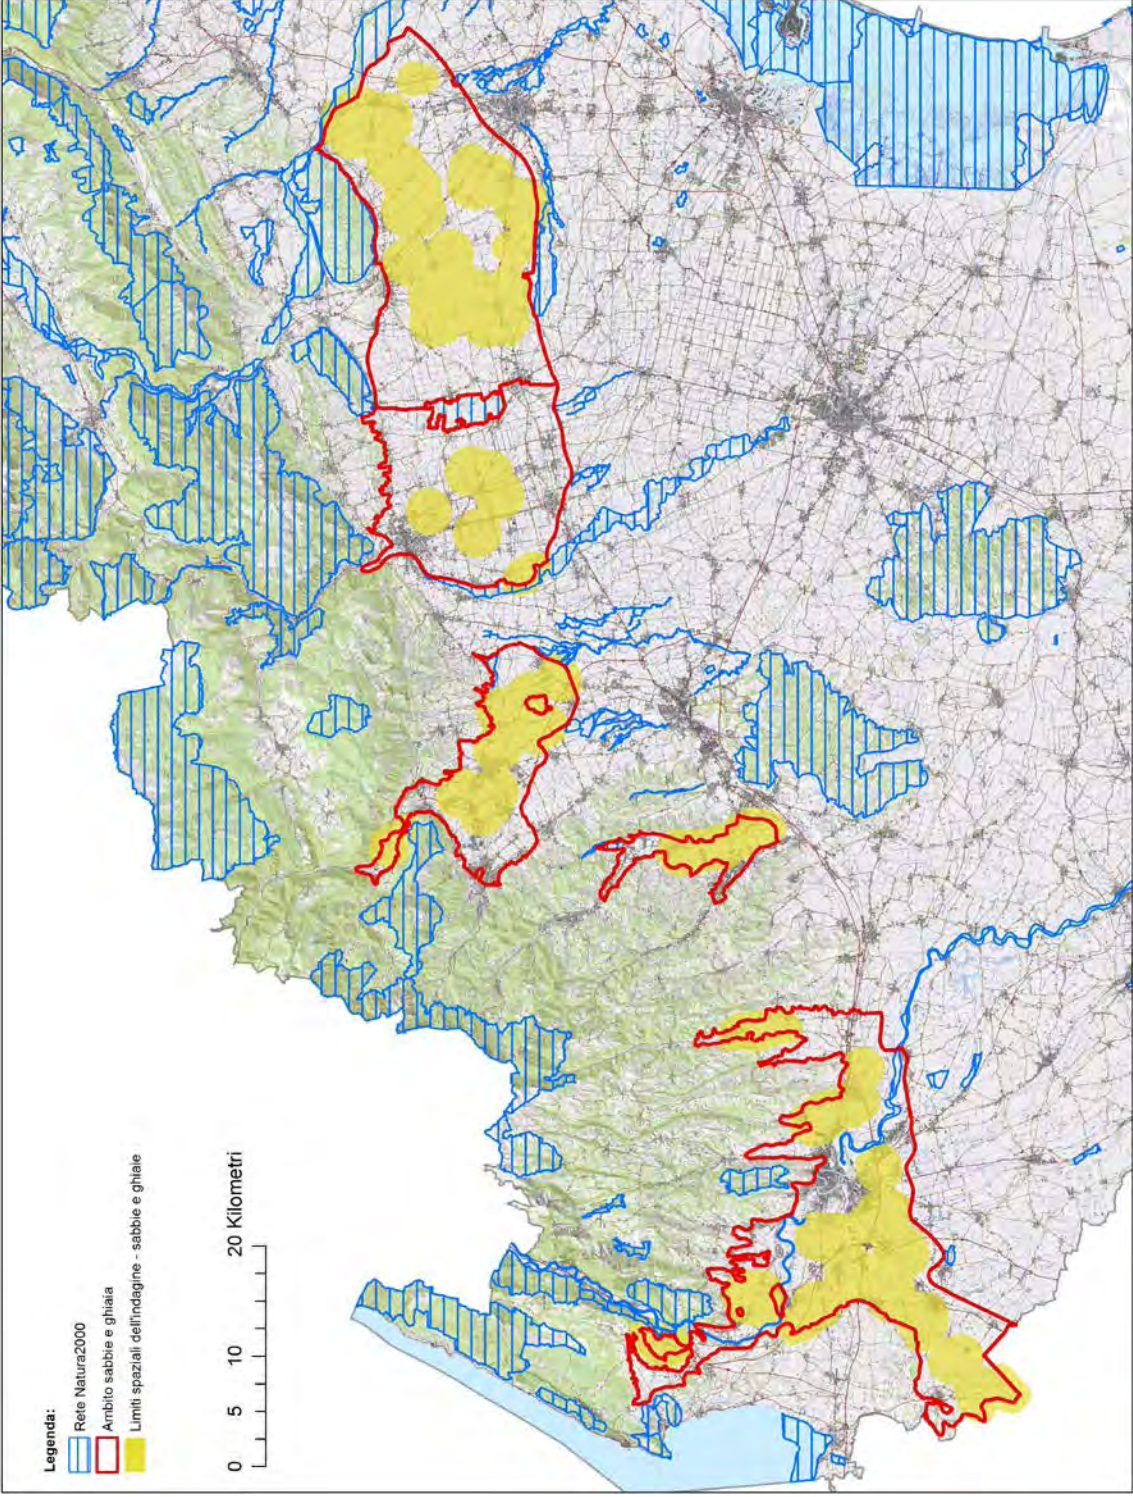 Legenda:
Rete Natura2000
Ambito sabbie e ghiaia
Limiti spaziali dell'indagine - sabbie e ghiaie
0 5 10 20 Kilometri